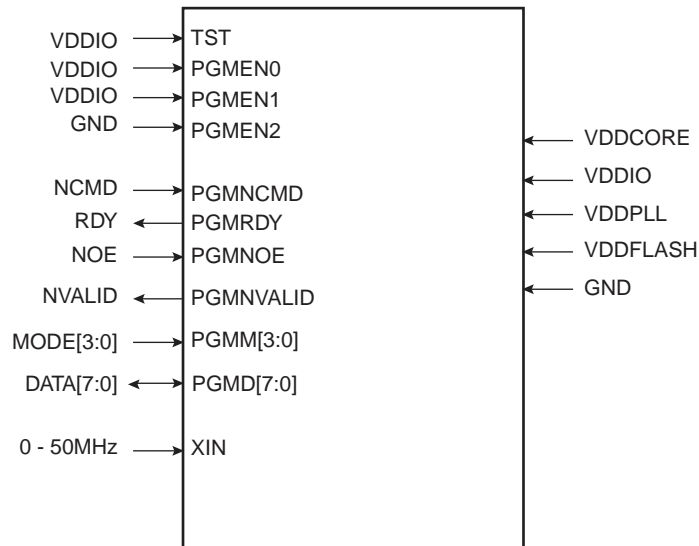 VDDIO TST
VDDIO PGMEN0
VDDIO PGMEN1
GND PGMEN2
VDDCORE
NCMD PGMNCMD
VDDIO
RDY PGMRDY
VDDPLL
NOE PGMNOE
VDDFLASH
NVALID PGMNVALID
GND
MODE[3:0] PGMM[3:0]
DATA[7:0] PGMD[7:0]
0 - 50MHz XIN